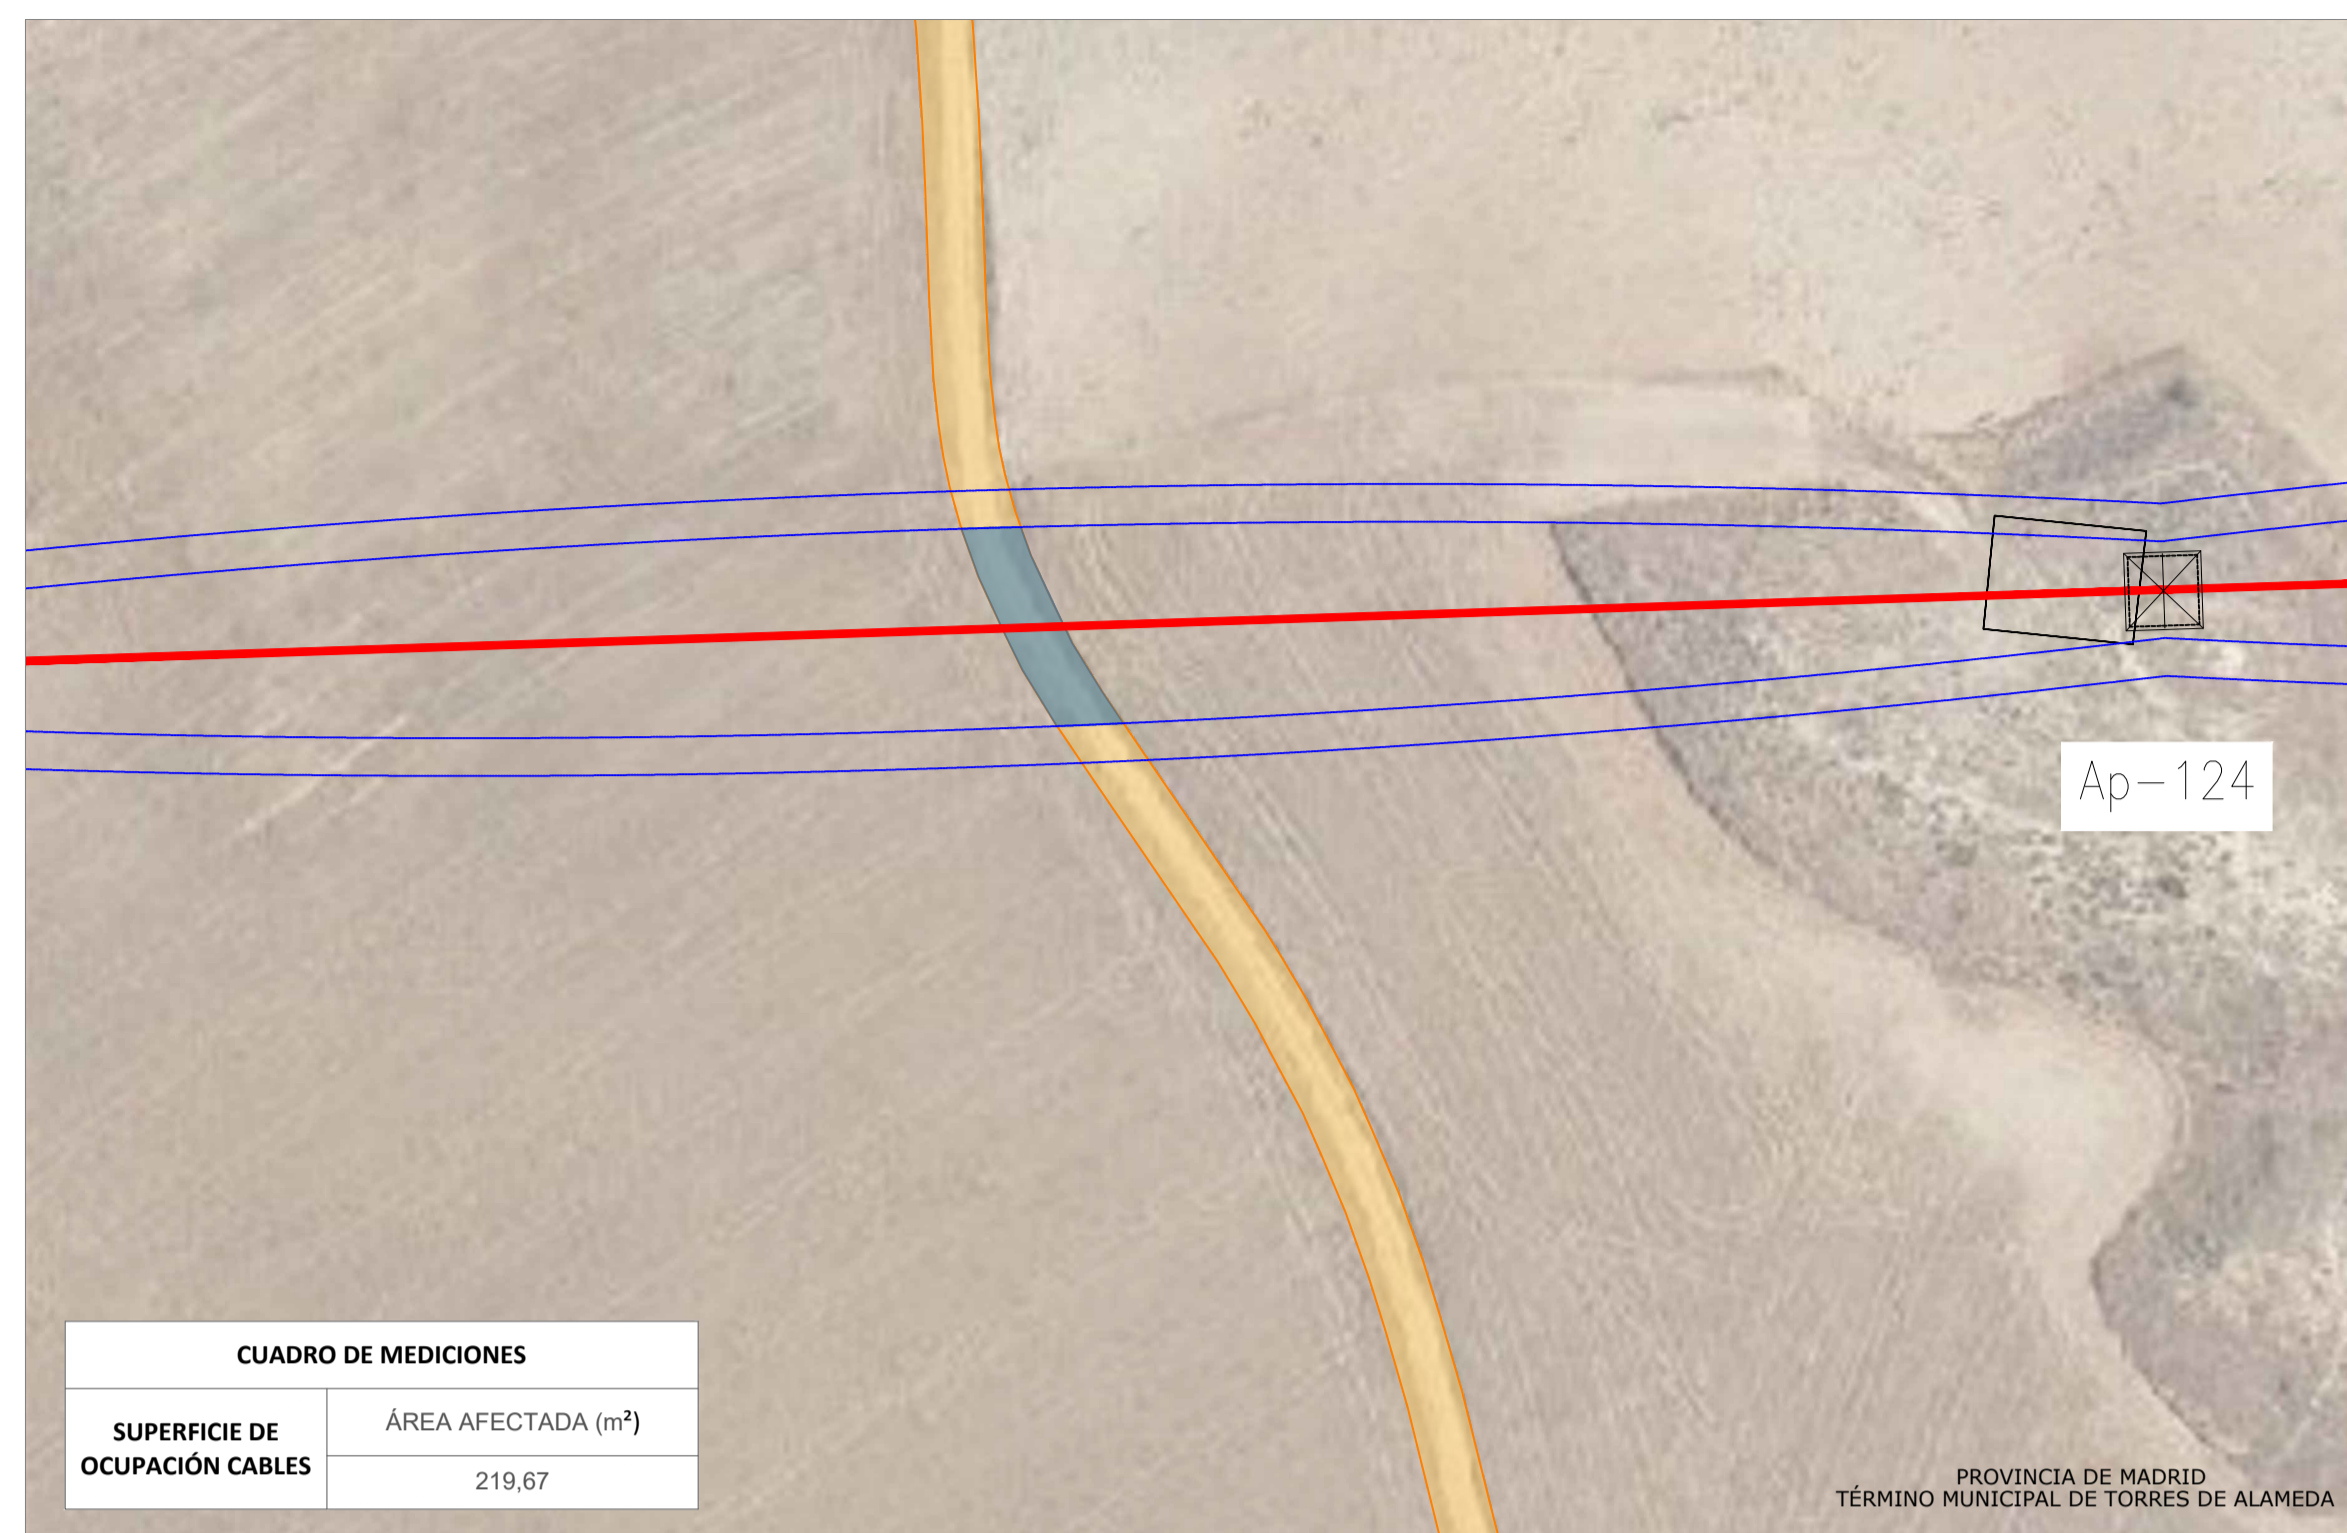 Ap-124
CUADRO DE MEDICIONES
SUPERFICIE DE
OCUPACIÓN CABLES
ÁREA AFECTADA (m²)
219,67
PROVINCIA DE MADRID
TÉRMINO MUNICIPAL DE TORRES DE ALAMEDA